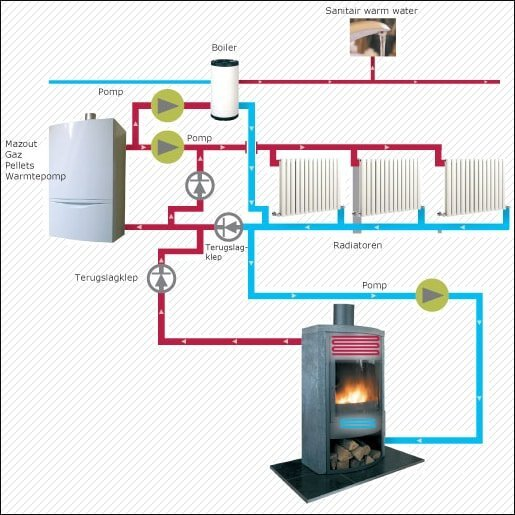 Sanitair warm water
Boiler
Pomp
Pomp
Mazout
Gaz
Pellets
Warmtepomp
Terugslag-
klep
Radiatoren
Terugslagklep
Pomp